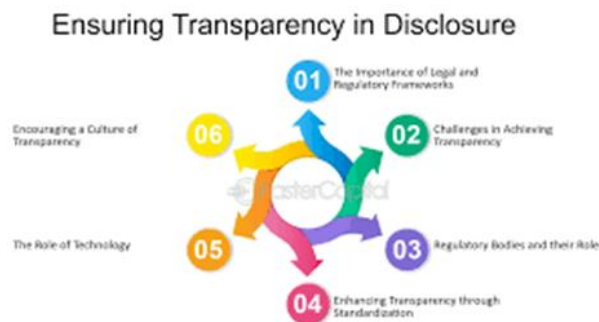 Ensuring Transparency in Disclosure
01
The Importance of Legal and
Regulatory Frameworks
02
Challenges in Achieving
Transparency
03
Regulatory Bodies and their Role
04
Enhancing Transparency through
Standardization
05
The Role of Technology
06
Encouraging a Culture of
Transparency
FasterCapital